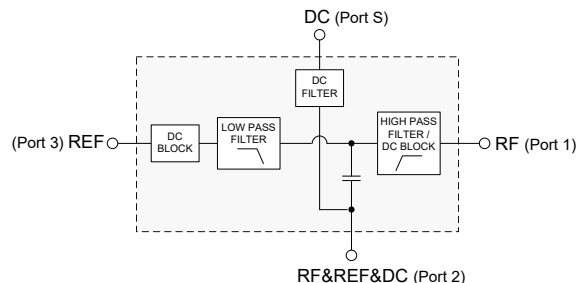 DC (Port S)
DC
FILTER
(Port 3) REF
DC
BLOCK
LOW PASS
FILTER
HIGH PASS
FILTER /
DC BLOCK
RF (Port 1)
RF&REF&DC (Port 2)